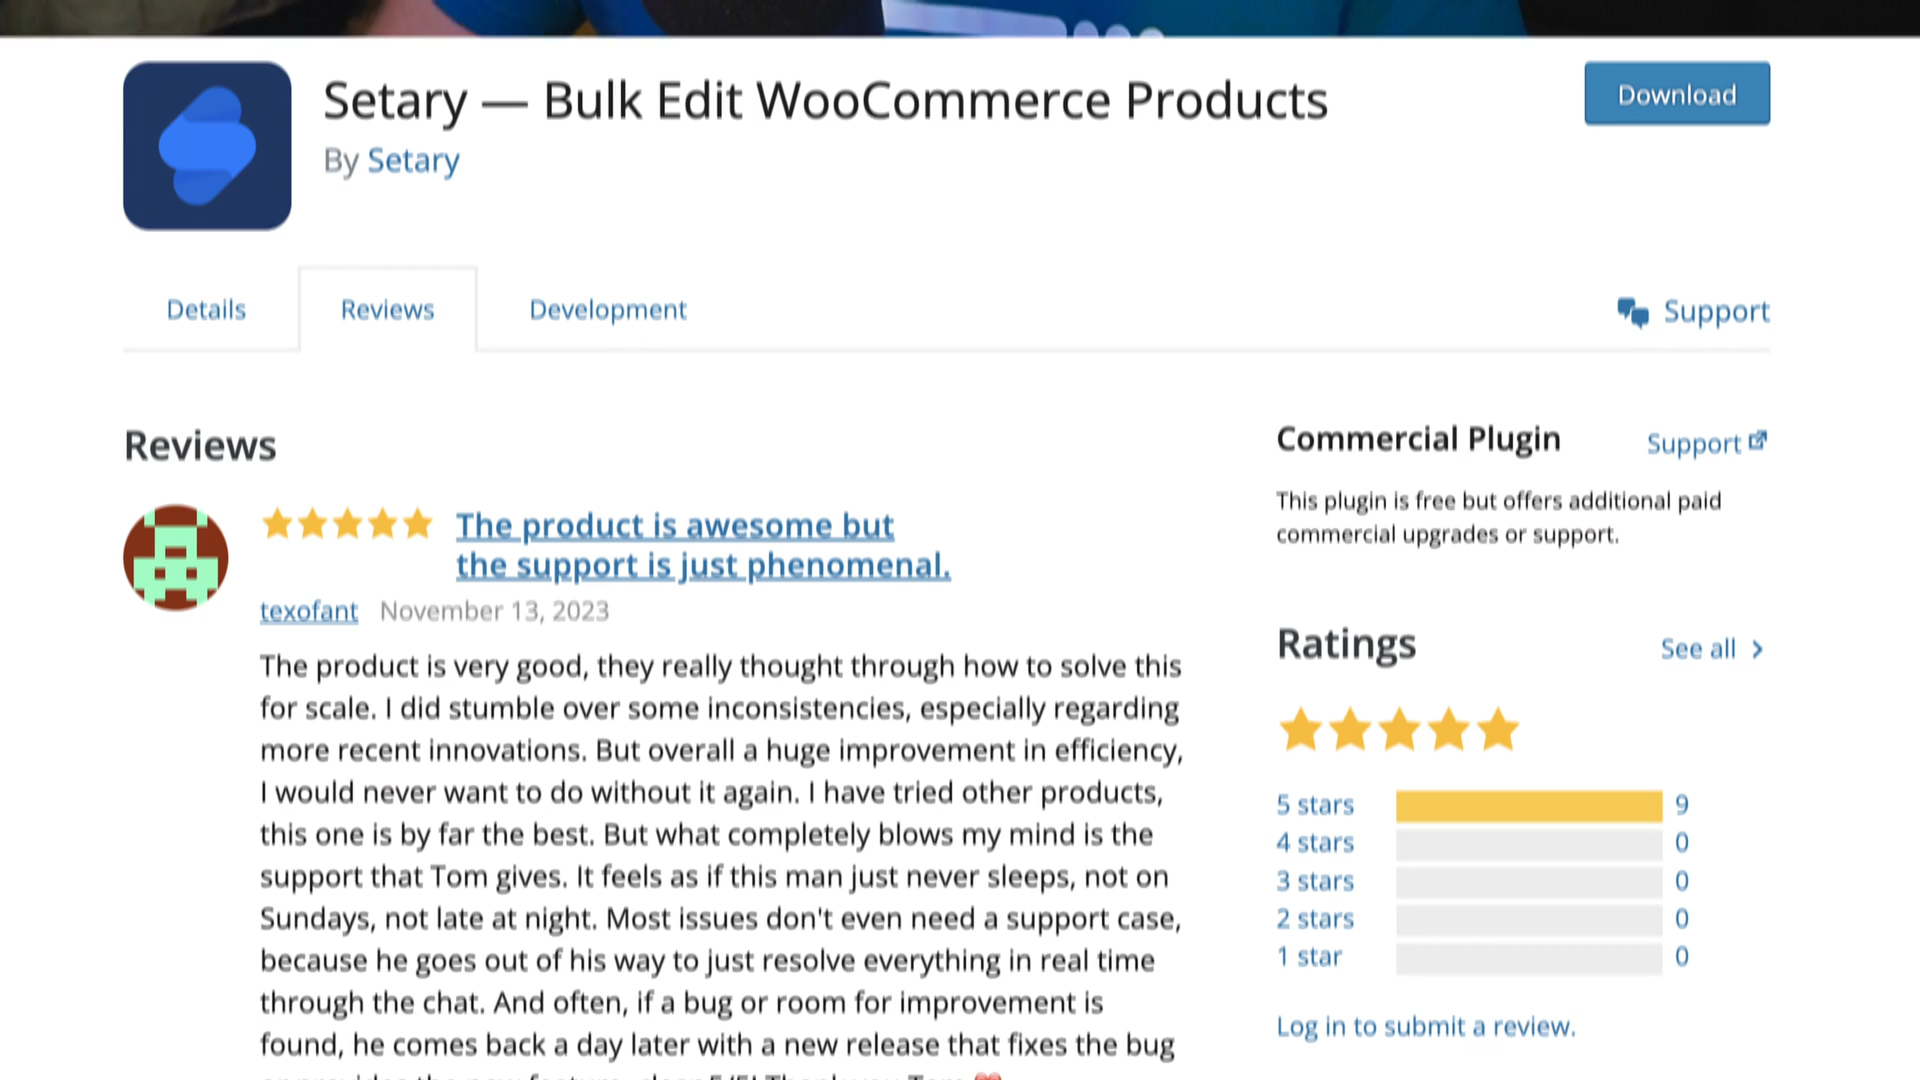 Setary — Bulk Edit WooCommerce Products
Download
By Setary
Details
Reviews
Development
Support
Reviews
The product is awesome but
the support is just phenomenal.
texofant November 13, 2023
The product is very good, they really thought through how to solve this
for scale. I did stumble over some inconsistencies, especially regarding
more recent innovations. But overall a huge improvement in efficiency,
I would never want to do without it again. I have tried other products,
this one is by far the best. But what completely blows my mind is the
support that Tom gives. It feels as if this man just never sleeps, not on
Sundays, not late at night. Most issues don't even need a support case,
because he goes out of his way to just resolve everything in real time
through the chat. And often, if a bug or room for improvement is
found, he comes back a day later with a new release that fixes the bug
Commercial Plugin
Support
This plugin is free but offers additional paid
commercial upgrades or support.
Ratings
See all
5 stars 9
4 stars 0
3 stars 0
2 stars 0
1 star 0
Log in to submit a review.